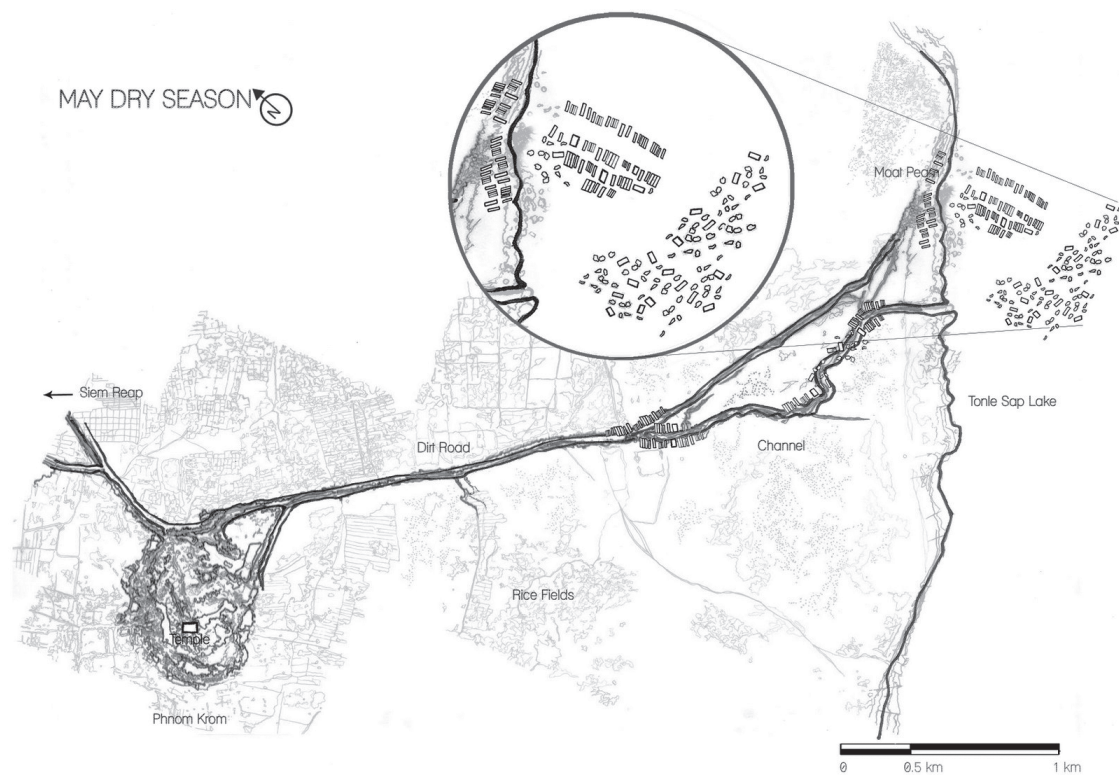 MAY DRY SEASON
N
Moat Peash
Siem Reap
Tonle Sap Lake
Dirt Road
Channel
Rice Fields
Temple
Phnom Krom
0 0.5 km 1 km